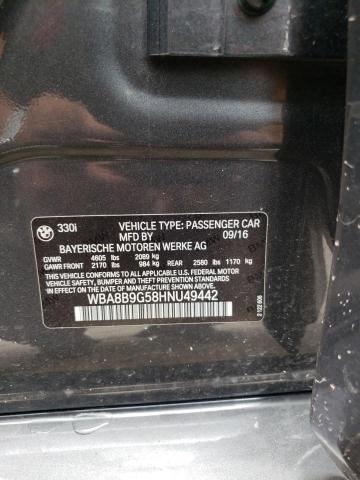 BMW
330i
VEHICLE TYPE: PASSENGER CAR
MFD BY 09/16
BAYERISCHE MOTOREN WERKE AG
GVWR 4605 lbs 2089 kg
GAWR FRONT 2170 lbs 984 kg REAR 2580 lbs 1170 kg
THIS VEHICLE CONFORMS TO ALL APPLICABLE U.S. FEDERAL MOTOR
VEHICLE SAFETY, BUMPER AND THEFT PREVENTION STANDARDS
IN EFFECT ON THE DATE OF MANUFACTURE SHOWN ABOVE.
WBA8B9G58HNU49442